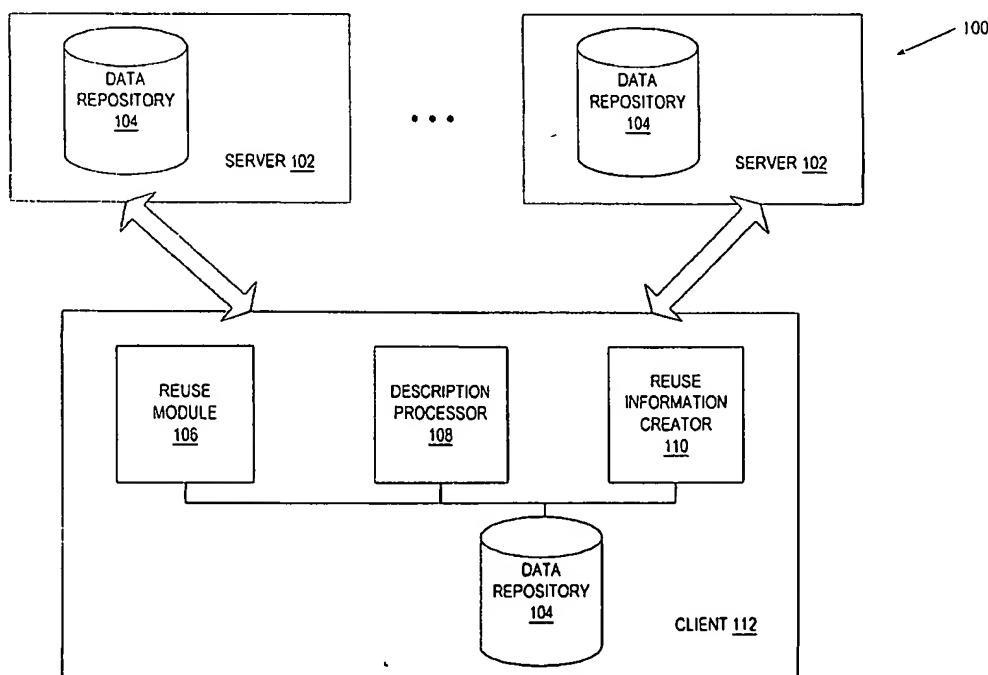 100
DATA
REPOSITORY
104
SERVER 102
• • •
DATA
REPOSITORY
104
SERVER 102
REUSE
MODULE
106
DESCRIPTION
PROCESSOR
108
REUSE
INFORMATION
CREATOR
110
DATA
REPOSITORY
104
CLIENT 112